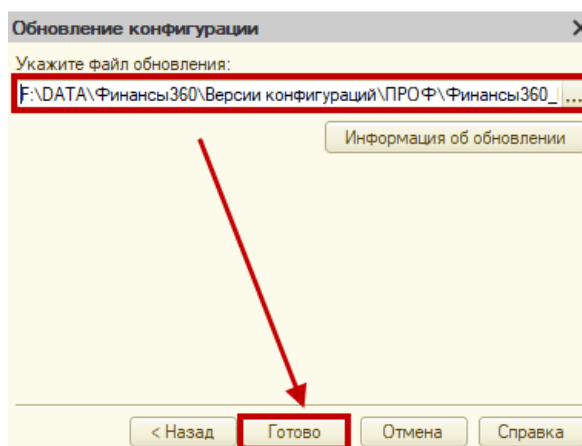 Обновление конфигурации
Укажите файл обновления:
F:\DATA\Финансы360\Версии конфигураций\ПРОФ\Финансы360_ ...
Информация об обновлении
< Назад Готово Отмена Справка